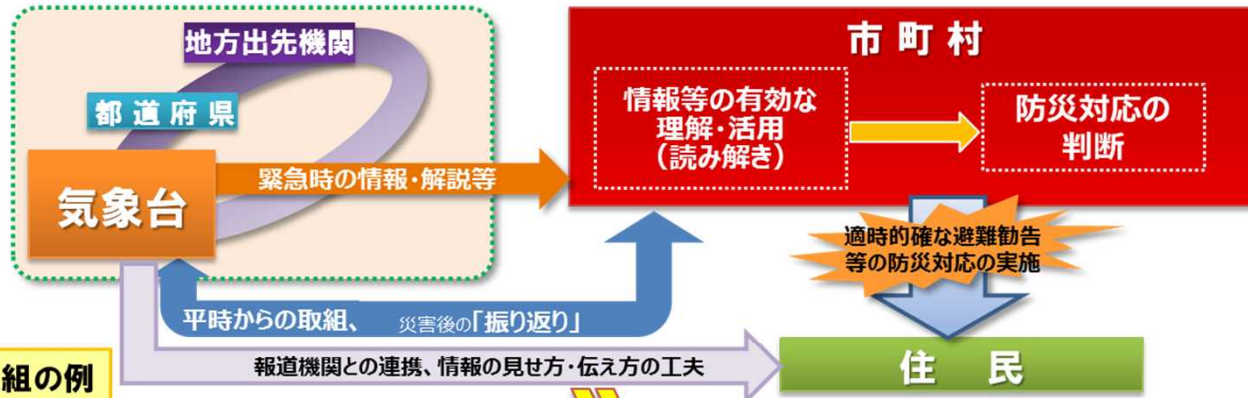 地方出先機関
都道府県
気象台
緊急時の情報・解説等
市町村
情報等の有効な
理解・活用
（読み解き）
防災対応の
判断
適時的確な避難勧告
等の防災対応の実施
平時からの取組、 災害後の「振り返り」
報道機関との連携、情報の見せ方・伝え方の工夫
住民
組の例